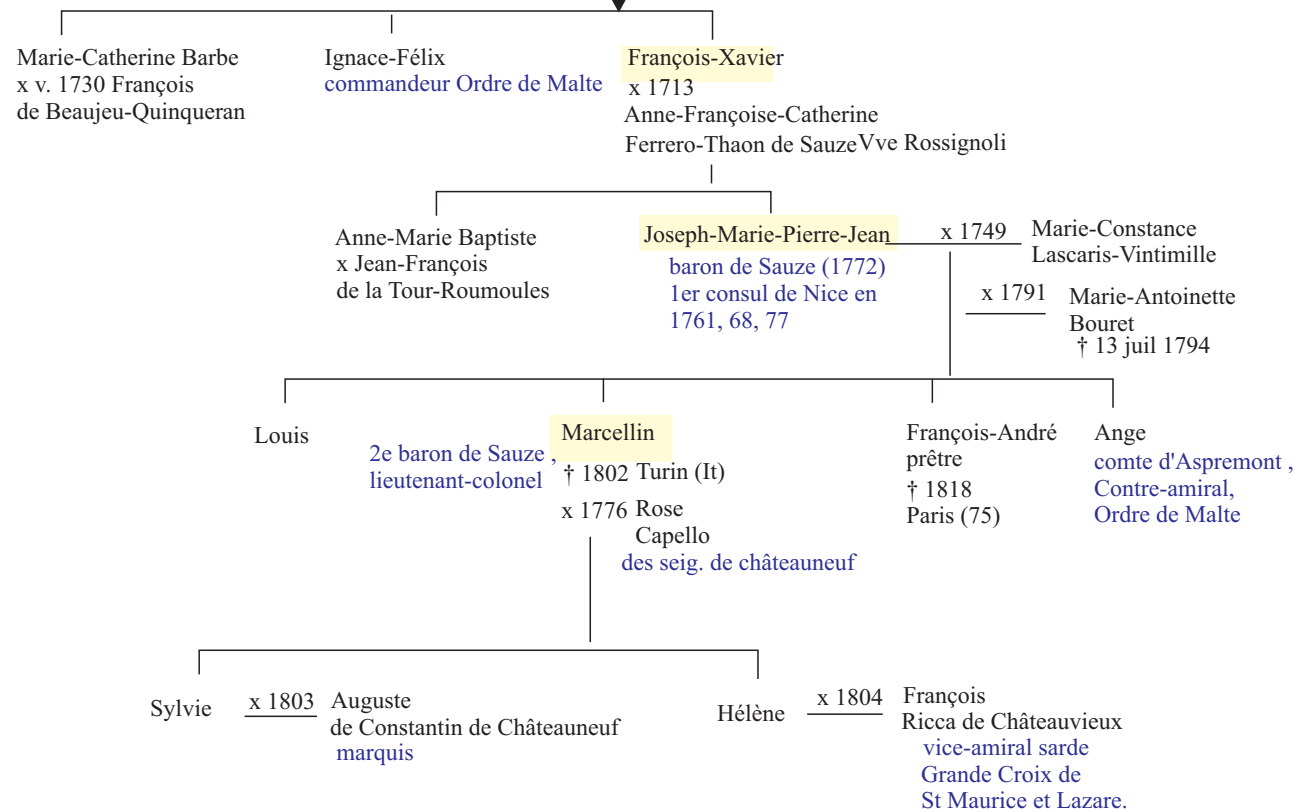 Marie-Catherine Barbe
x v. 1730 François
de Beaujeu-Quinqueran
Ignace-Félix
commandeur Ordre de Malte
François-Xavier
x 1713
Anne-Françoise-Catherine
Ferrero-Thaon de Sauze Vve Rossignoli
Anne-Marie Baptiste
x Jean-François
de la Tour-Roumoules
Joseph-Marie-Pierre-Jean
baron de Sauze (1772)
1er consul de Nice en
1761, 68, 77
x 1749
Marie-Constance
Lascaris-Vintimille
x 1791
Marie-Antoinette
Bouret
† 13 juil 1794
Louis
2e baron de Sauze ,
lieutenant-colonel
Marcellin
† 1802 Turin (It)
x 1776 Rose
Capello
des seig. de châteauneuf
François-André
prêtre
† 1818
Paris (75)
Ange
comte d'Aspremont ,
Contre-amiral,
Ordre de Malte
Sylvie
x 1803
Auguste
de Constantin de Châteauneuf
marquis
Hélène
x 1804
François
Ricca de Châteauvieux
vice-amiral sarde
Grande Croix de
St Maurice et Lazare.